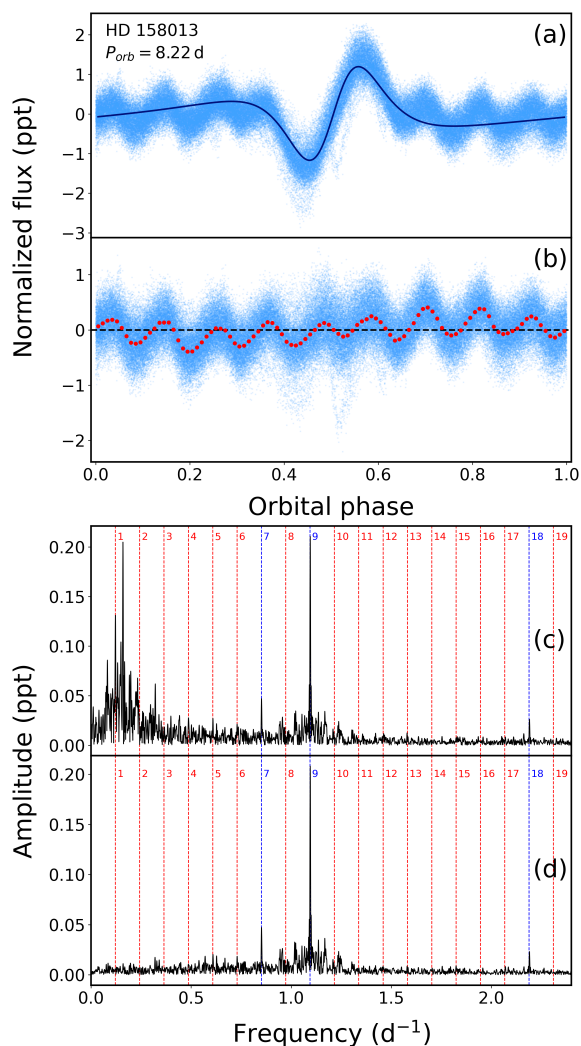 HD 158013
P_orb = 8.22 d
(a)
2
1
0
−1
−2
−3
Normalized flux (ppt)
(b)
1
0
−1
−2
0.0 0.2 0.4 0.6 0.8 1.0
Orbital phase
1 2 3 4 5 6 7 8 9 10 11 12 13 14 15 16 17 18 19
0.20
0.15
0.10
0.05
0.00
(c)
Amplitude (ppt)
1 2 3 4 5 6 7 8 9 10 11 12 13 14 15 16 17 18 19
0.20
0.15
0.10
0.05
0.00
(d)
0.0 0.5 1.0 1.5 2.0
Frequency (d⁻¹)